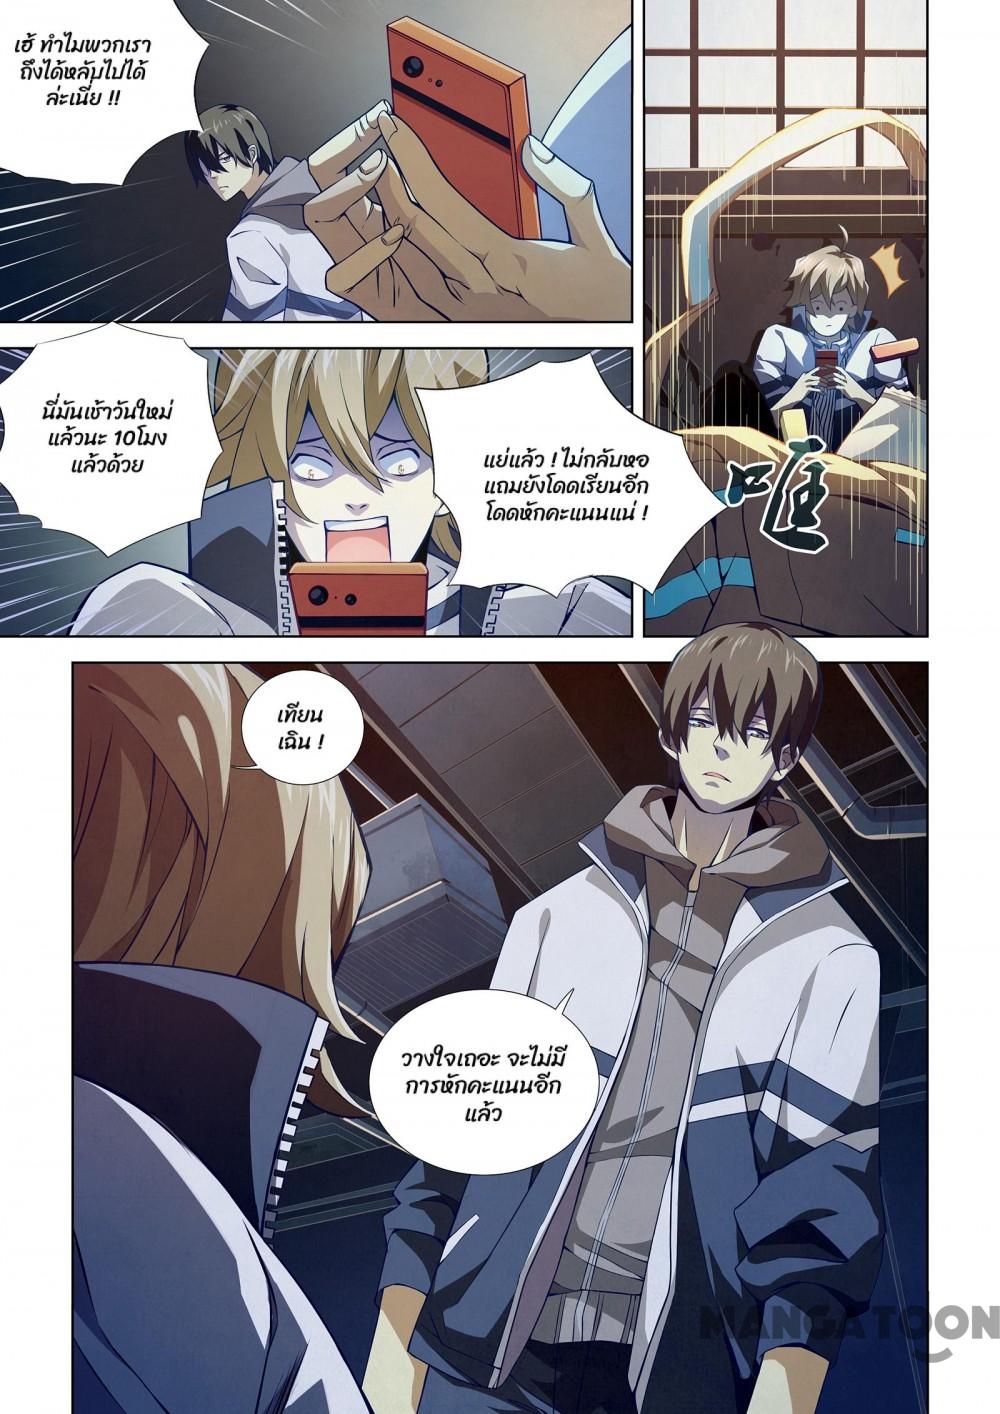 เฮ้ ทำไมพวกเรา
ถึงได้หลับไปได้
ล่ะเนี่ย !!
นี่มันเช้าวันใหม่
แล้วนะ 10โมง
แล้วด้วย
แย่แล้ว ! ไม่กลับหอ
แถมยังโดดเรียนอีก
โดดหักคะแนนแน่ !
嗤
เทียน
เฉิน !
วางใจเถอะ จะไม่มี
การหักคะแนนอีก
แล้ว
MANGATOON